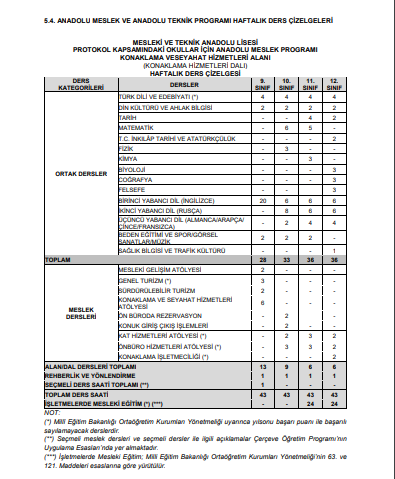 5.4. ANADOLU MESLEK VE ANADOLU TEKNİK PROGRAMI HAFTALIK DERS ÇİZELGELERİ
MESLEKİ VE TEKNİK ANADOLU LİSESİ
PROTOKOL KAPSAMINDAKİ OKULLAR İÇİN ANADOLU MESLEK PROGRAMI
KONAKLAMA VESEYAHAT HİZMETLERİ ALANI
(KONAKLAMA HİZMETLERİ DALI)
HAFTALIK DERS ÇİZELGESİ
DERS KATEGORİLERİ DERSLER 9. SINIF 10. SINIF 11. SINIF 12. SINIF
ORTAK DERSLER
TÜRK DİLİ VE EDEBİYATI (*) 4 4 4 4
DİN KÜLTÜRÜ VE AHLAK BİLGİSİ 2 2 2 2
TARİH - - 4 2
MATEMATİK - 6 5 -
T.C. İNKILAP TARİHİ VE ATATÜRKÇÜLÜK - - - 2
FİZİK - 3 - -
KİMYA - - 3 -
BİYOLOJİ - - - 3
COĞRAFYA - - - 3
FELSEFE - - - 3
BİRİNCİ YABANCI DİL (İNGİLİZCE) 20 6 6 6
İKİNCİ YABANCI DİL (RUSÇA) - 8 6 6
ÜÇÜNCÜ YABANCI DİL (ALMANCA/ARAPÇA/ÇİNCE/FRANSIZCA) - 2 4 4
BEDEN EĞİTİMİ VE SPOR/GÖRSEL SANATLAR/MÜZİK 2 2 2 -
SAĞLIK BİLGİSİ VE TRAFİK KÜLTÜRÜ - - - 1
TOPLAM 28 33 36 36
MESLEK DERSLERİ
MESLEKİ GELİŞİM ATÖLYESİ 2 - - -
GENEL TURİZM (*) 3 - - -
SÜRDÜRÜLEBİLİR TURİZM 2 - - -
KONAKLAMA VE SEYAHAT HİZMETLERİ ATÖLYESİ 6 - - -
ÖN BÜRODA REZERVASYON - 2 - -
KONUK GİRİŞ ÇIKIŞ İŞLEMLERİ - 2 - -
KAT HİZMETLERİ ATÖLYESİ (*) - 2 3 2
ÖNBÜRO HİZMETLERİ ATÖLYESİ (*) - 3 3 2
KONAKLAMA İŞLETMECİLİĞİ (*) - - - 2
ALAN/DAL DERSLERİ TOPLAMI 13 9 6 6
REHBERLİK VE YÖNLENDİRME 1 1 1 1
SEÇMELİ DERS SAATİ TOPLAMI (**) 1 - - -
TOPLAM DERS SAATİ 43 43 43 43
İŞLETMELERDE MESLEKİ EĞİTİM (*) (***) - - 24 24
NOT:
(*) Millî Eğitim Bakanlığı Ortaöğretim Kurumları Yönetmeliği uyarınca yılsonu başarı puanı ile başarılı
sayılamayacak derslerdir.
(**) Seçmeli meslek dersleri ve seçmeli dersler ile ilgili açıklamalar Çerçeve Öğretim Programı'nın
Uygulama Esasları'nda yer almaktadır.
(***) İşletmelerde Mesleki Eğitim; Millî Eğitim Bakanlığı Ortaöğretim Kurumları Yönetmeliği'nin 63. ve
121. Maddeleri esaslarına göre yürütülür.